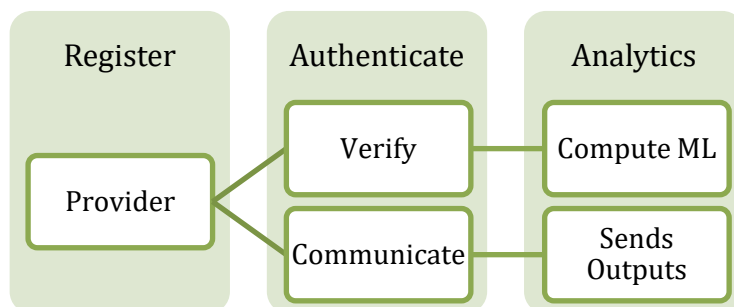 Register
Authenticate
Analytics
Provider
Verify
Compute ML
Communicate
Sends
Outputs